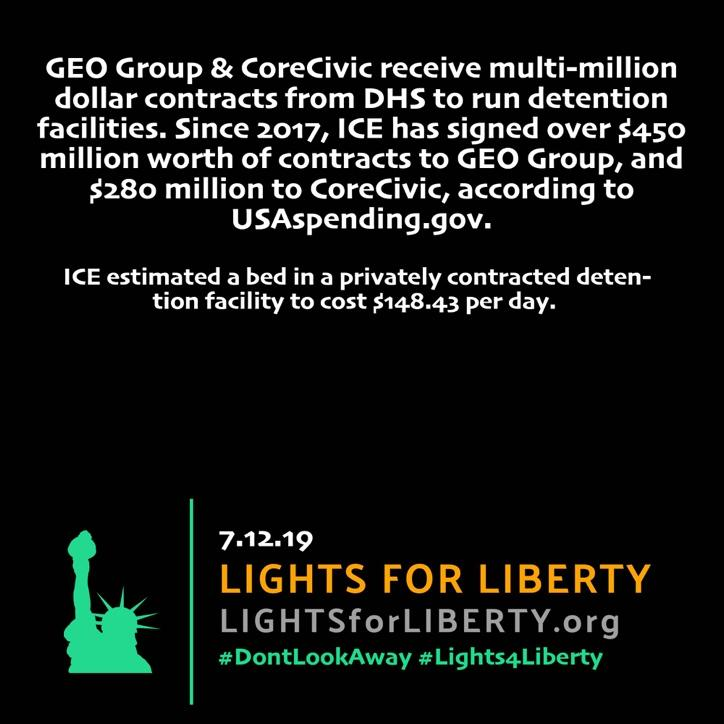 GEO Group & CoreCivic receive multi-million
dollar contracts from DHS to run detention
facilities. Since 2017, ICE has signed over $450
million worth of contracts to GEO Group, and
$280 million to CoreCivic, according to
USAspending.gov.
ICE estimated a bed in a privately contracted deten-
tion facility to cost $148.43 per day.
7.12.19
LIGHTS FOR LIBERTY
LIGHTSforLIBERTY.org
#DontLookAway #Lights4Liberty